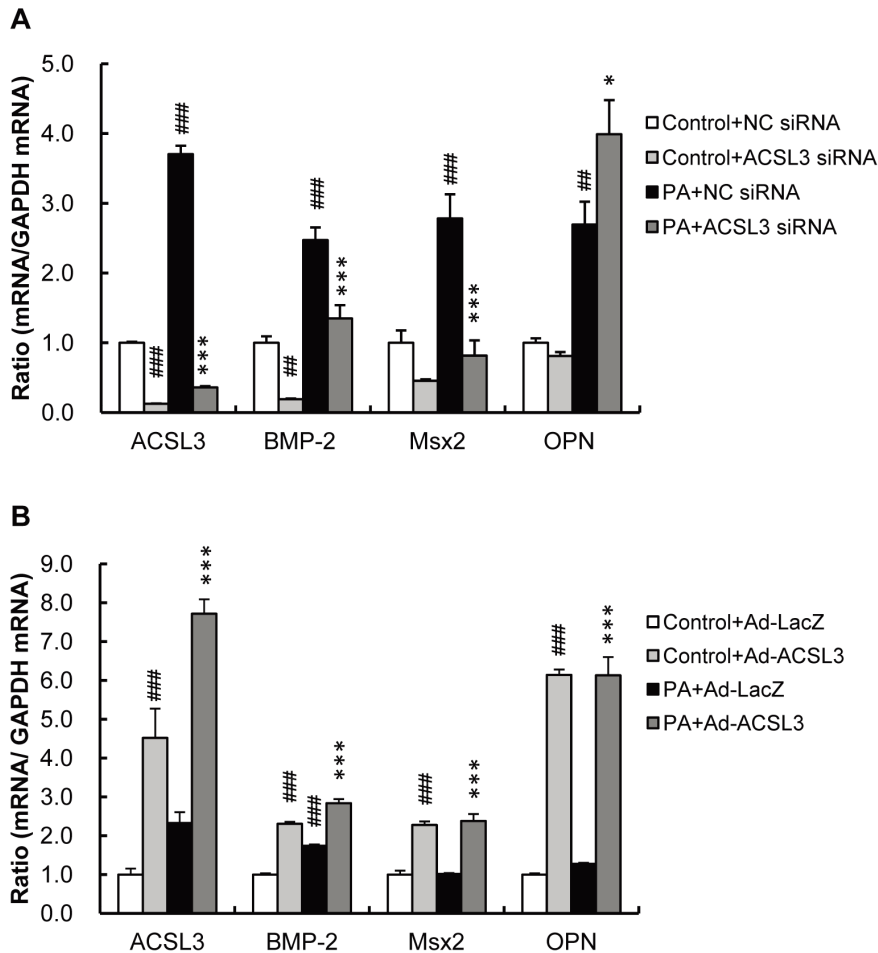 A
Ratio (mRNA/GAPDH mRNA)
5.0
4.0
3.0
2.0
1.0
0.0
###
###
***
##
###
***
###
***
##
*
ACSL3
BMP-2
Msx2
OPN
Control+NC siRNA
Control+ACSL3 siRNA
PA+NC siRNA
PA+ACSL3 siRNA
B
Ratio (mRNA/ GAPDH mRNA)
9.0
8.0
7.0
6.0
5.0
4.0
3.0
2.0
1.0
0.0
###
***
###
###
***
###
***
###
***
ACSL3
BMP-2
Msx2
OPN
Control+Ad-LacZ
Control+Ad-ACSL3
PA+Ad-LacZ
PA+Ad-ACSL3